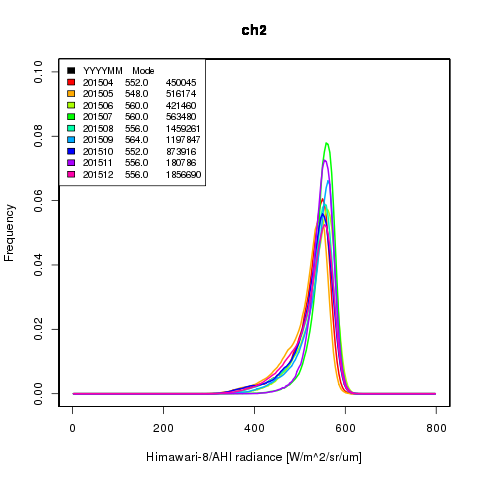 ch2
YYYYMM Mode
201504 552.0 450045
201505 548.0 516174
201506 560.0 421460
201507 560.0 563480
201508 556.0 1459261
201509 564.0 1197847
201510 552.0 873916
201511 556.0 180786
201512 556.0 1856690
0.10
0.08
0.06
0.04
0.02
0.00
Frequency
0 200 400 600 800
Himawari-8/AHI radiance [W/m^2/sr/um]